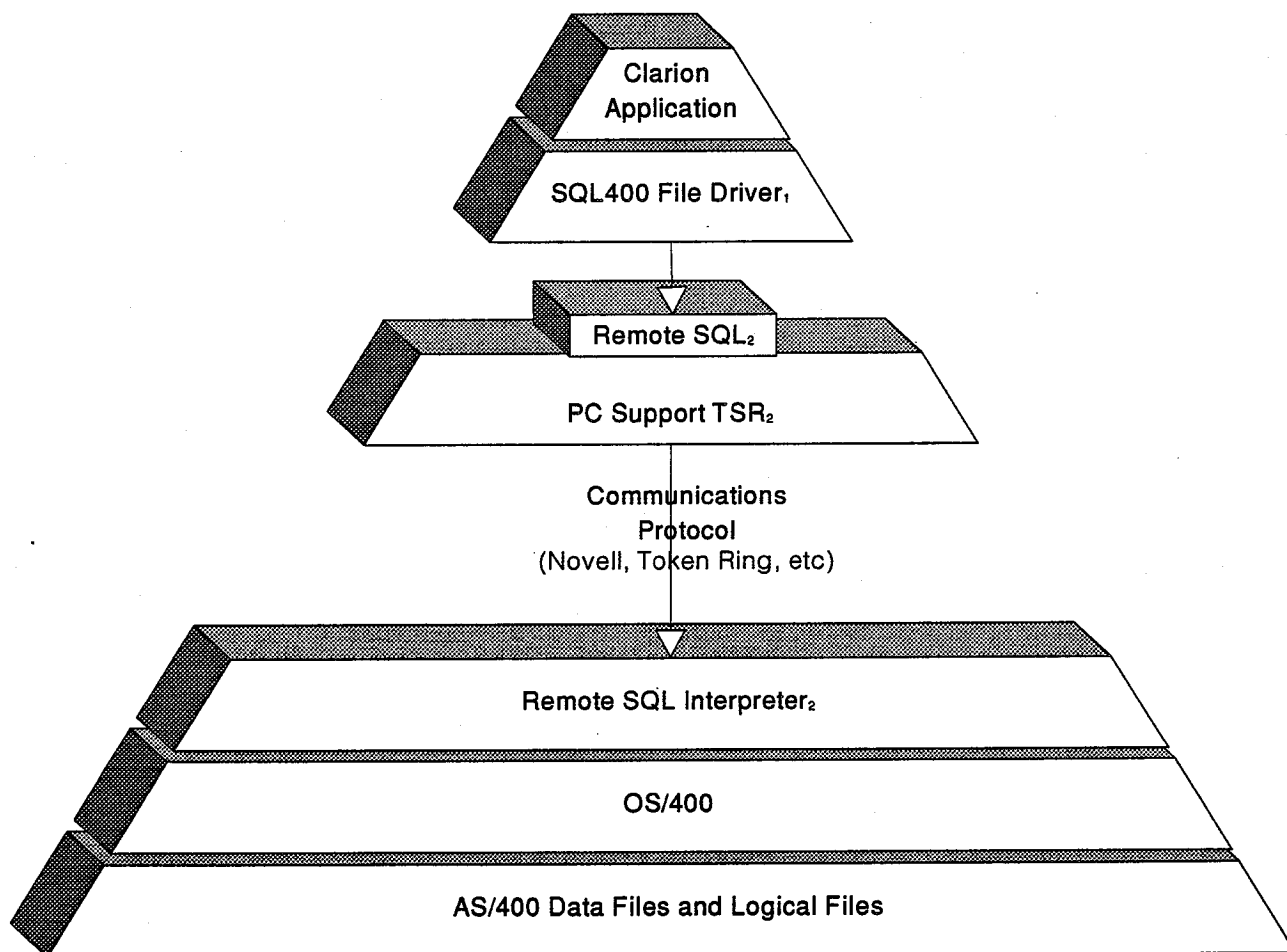 Clarion
Application
SQL400 File Driver₁
Remote SQL₂
PC Support TSR₂
Communications
Protocol
(Novell, Token Ring, etc)
Remote SQL Interpreter₂
OS/400
AS/400 Data Files and Logical Files